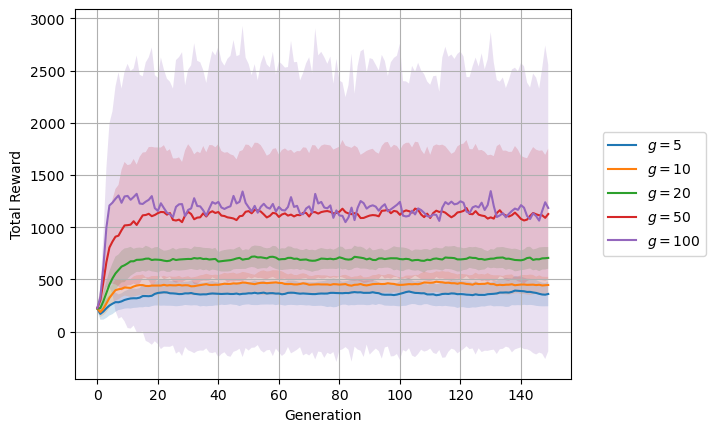 3000
2500
2000
1500
1000
500
0
Total Reward
0 20 40 60 80 100 120 140
Generation
g = 5
g = 10
g = 20
g = 50
g = 100